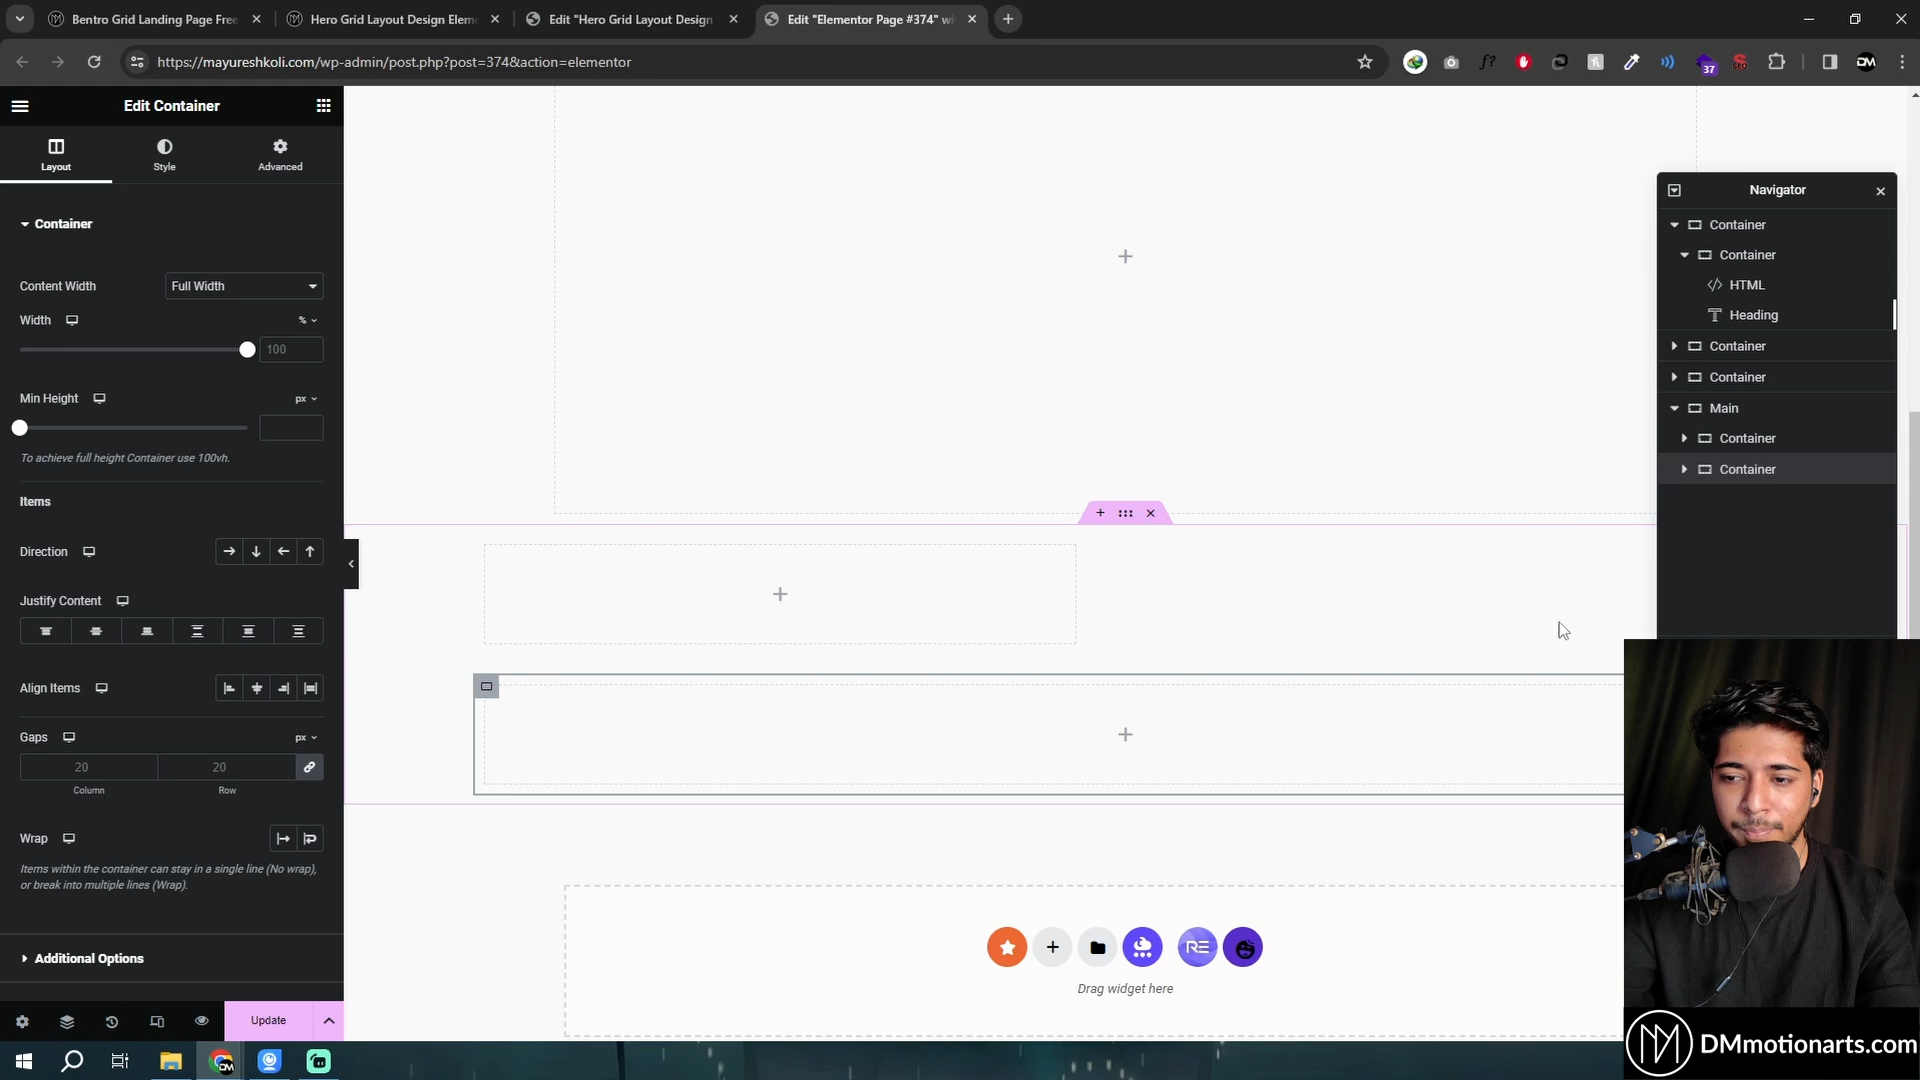 Bentro Grid Landing Page Free
Hero Grid Layout Design Elem
Edit "Hero Grid Layout Design
Edit "Elementor Page #374" wi
https://mayureshkoli.com/wp-admin/post.php?post=374&action=elementor
f?
37
SEO
DM
Edit Container
Layout
Style
Advanced
Container
Content Width
Full Width
Width
%
100
Min Height
px
To achieve full height Container use 100vh.
Items
Direction
Justify Content
Align Items
Gaps
px
20
20
Column
Row
Wrap
Items within the container can stay in a single line (No wrap),
or break into multiple lines (Wrap).
Additional Options
Update
Navigator
Container
Container
HTML
Heading
Container
Container
Main
Container
Container
RE
Drag widget here
DMmotionarts.com